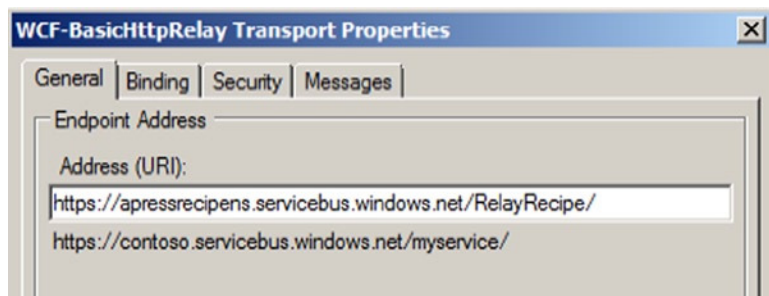 WCF-BasicHttpRelay Transport Properties
General Binding Security Messages
Endpoint Address
Address (URI):
https://apressrecipens.servicebus.windows.net/RelayRecipe/
https://contoso.servicebus.windows.net/myservice/